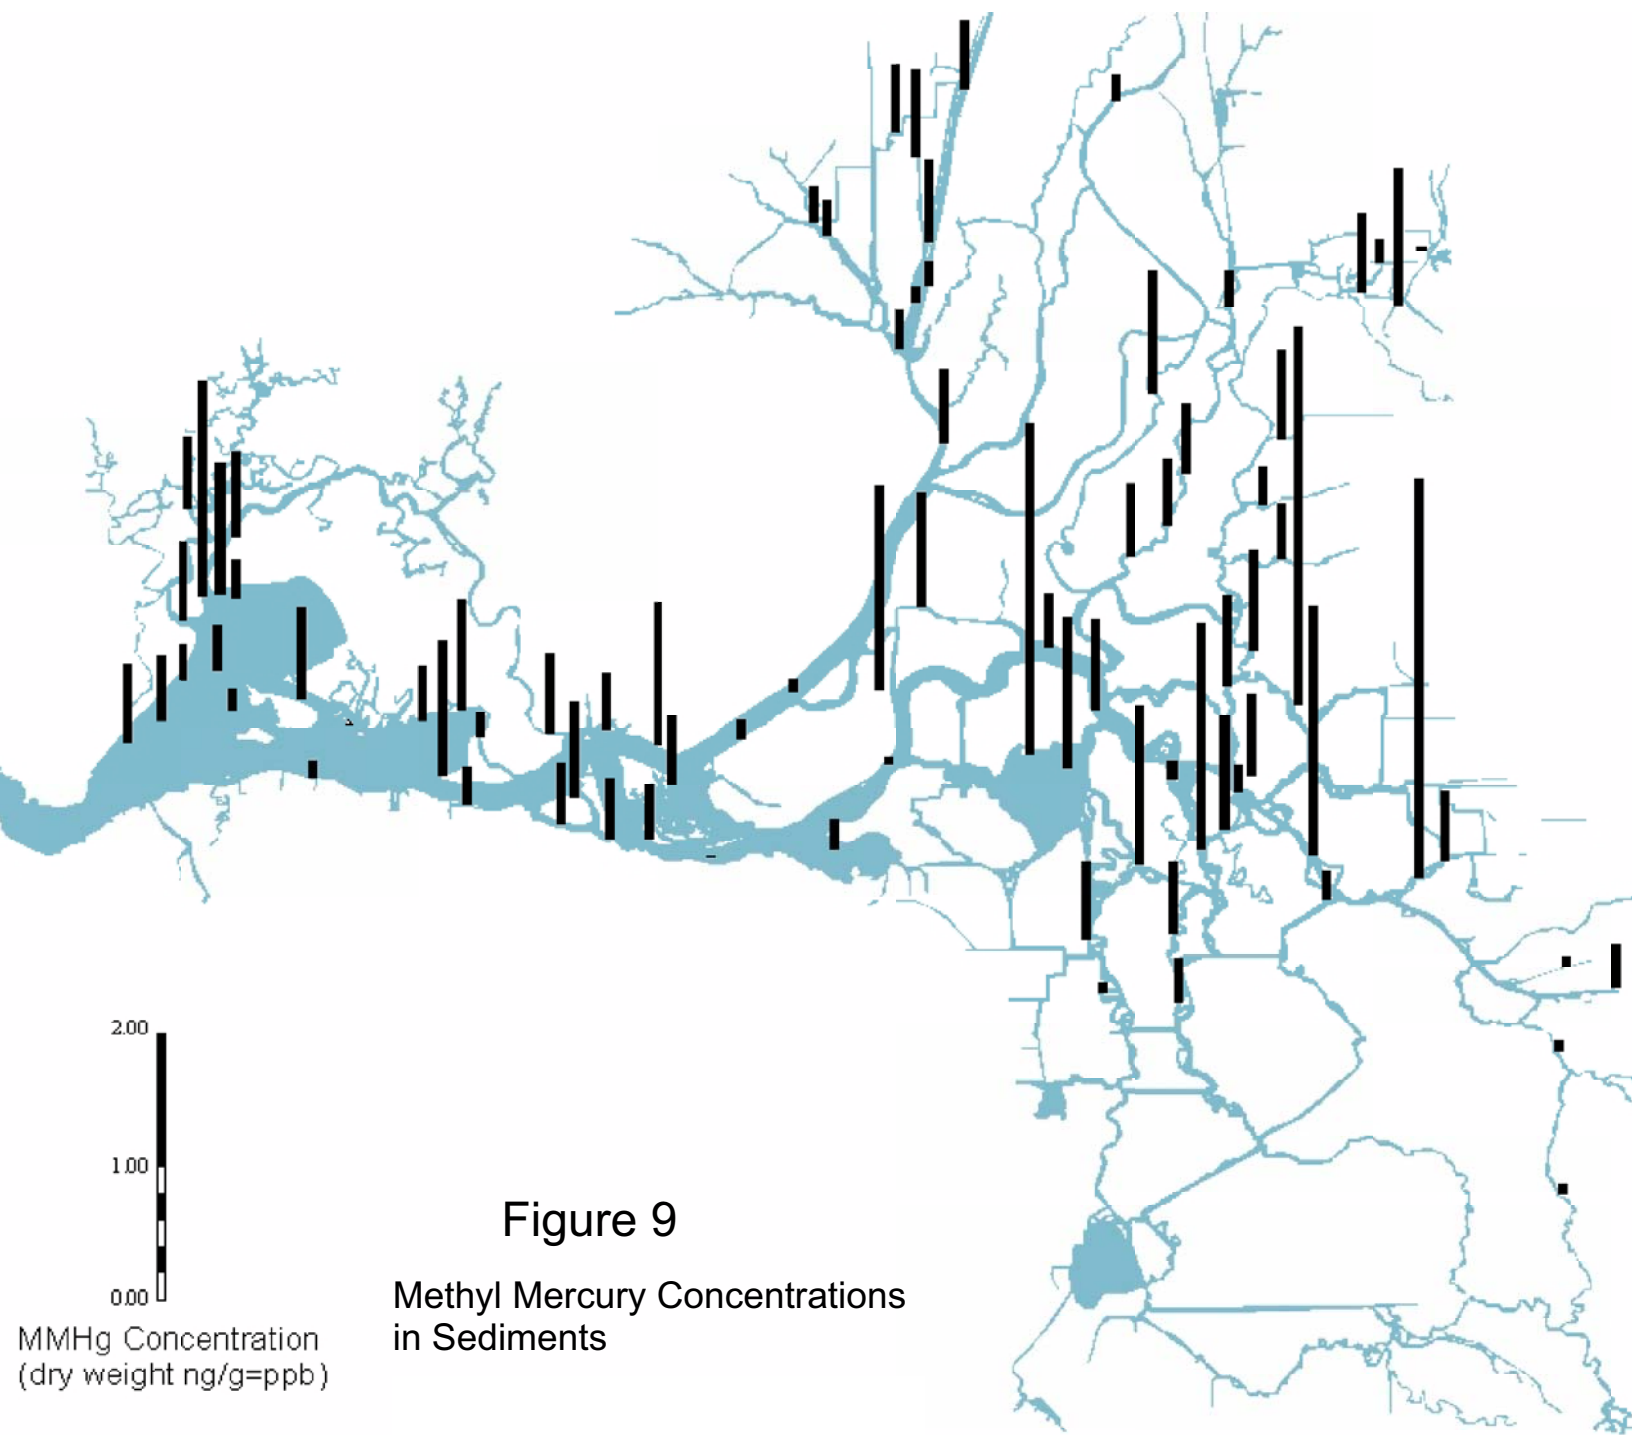 2.00
1.00
0.00
MMHg Concentration
(dry weight ng/g=ppb)
Figure 9
Methyl Mercury Concentrations
in Sediments